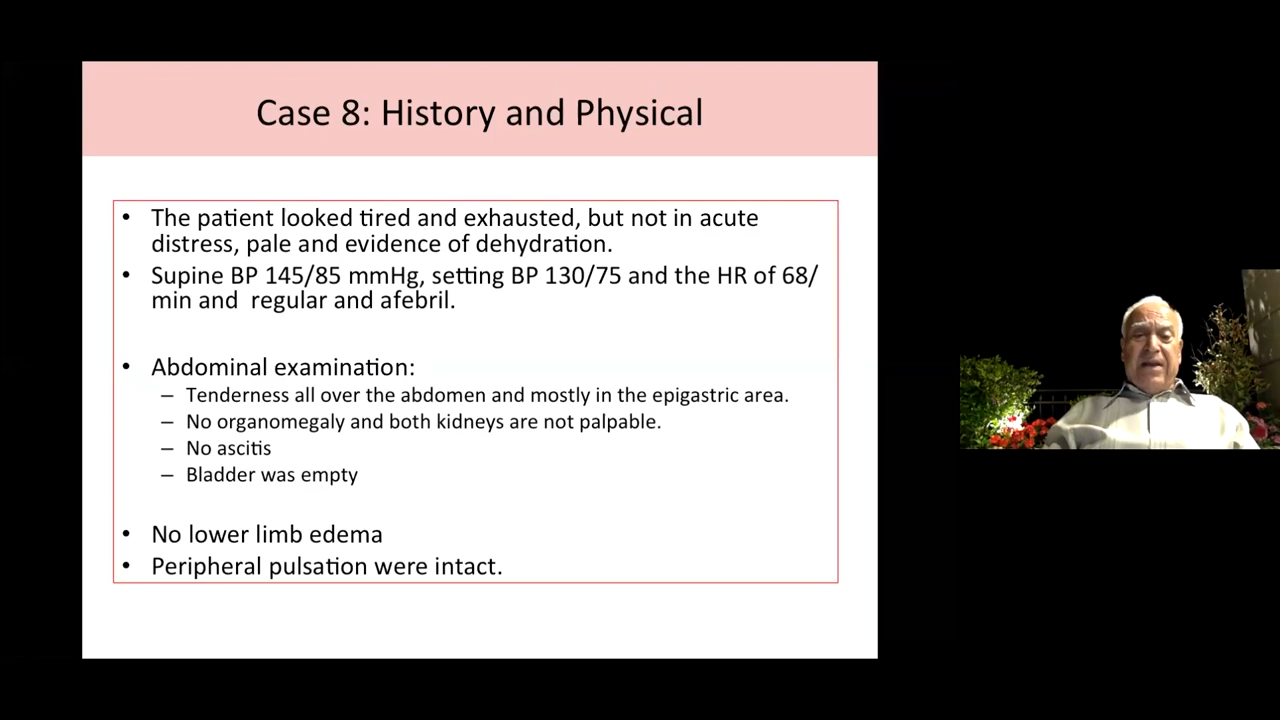 Case 8: History and Physical
• The patient looked tired and exhausted, but not in acute
distress, pale and evidence of dehydration.
• Supine BP 145/85 mmHg, setting BP 130/75 and the HR of 68/
min and regular and afebril.
• Abdominal examination:
– Tenderness all over the abdomen and mostly in the epigastric area.
– No organomegaly and both kidneys are not palpable.
– No ascitis
– Bladder was empty
• No lower limb edema
• Peripheral pulsation were intact.